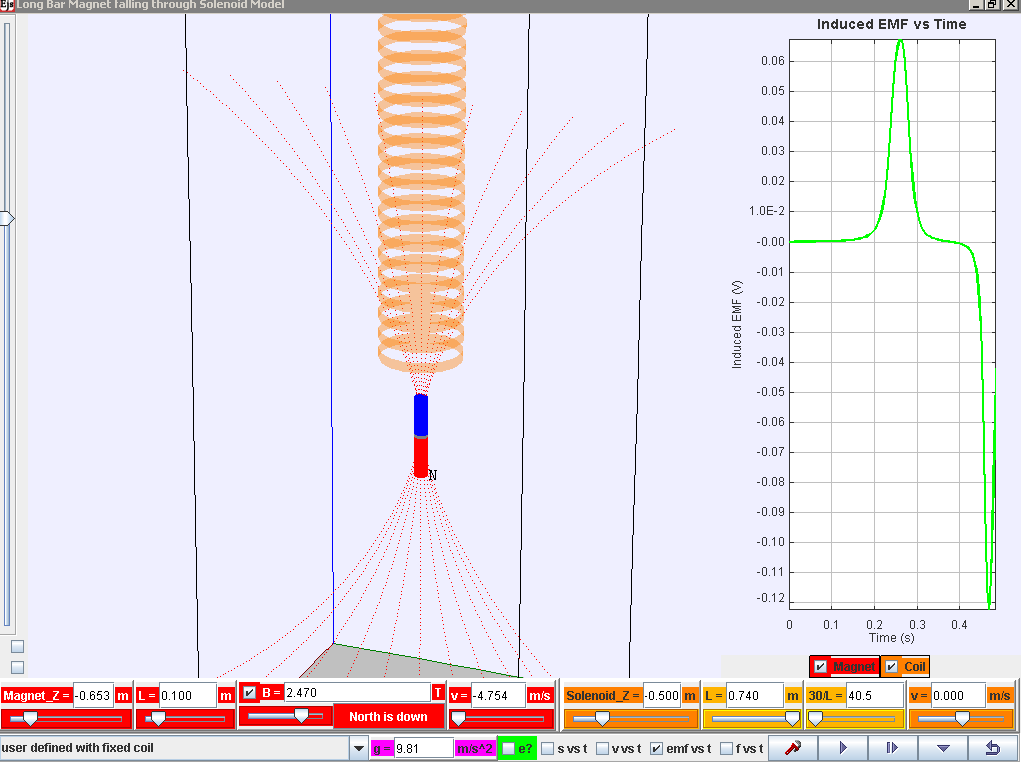 Ejs Long Bar Magnet falling through Solenoid Model
Induced EMF vs Time
0.06
0.05
0.04
0.03
0.02
1.0E-2
-0.00
-0.01
-0.02
-0.03
-0.04
-0.05
-0.06
-0.07
-0.08
-0.09
-0.10
-0.11
-0.12
Induced EMF (V)
0 0.1 0.2 0.3 0.4
Time (s)
N
Magnet Coil
Magnet_Z = -0.653 m L = 0.100 m B = 2.470 T v = -4.754 m/s Solenoid_Z = -0.500 m L = 0.740 m 30/L = 40.5 v = 0.000 m/s
North is down
user defined with fixed coil g = 9.81 m/s^2 e? s vs t v vs t emf vs t f vs t